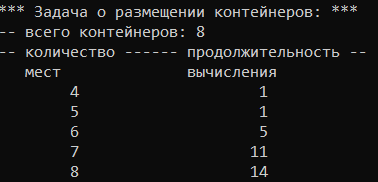 *** Задача о размещении контейнеров: ***
-- всего контейнеров: 8
-- количество ------ продолжительность --
мест вычисления
4 1
5 1
6 5
7 11
8 14